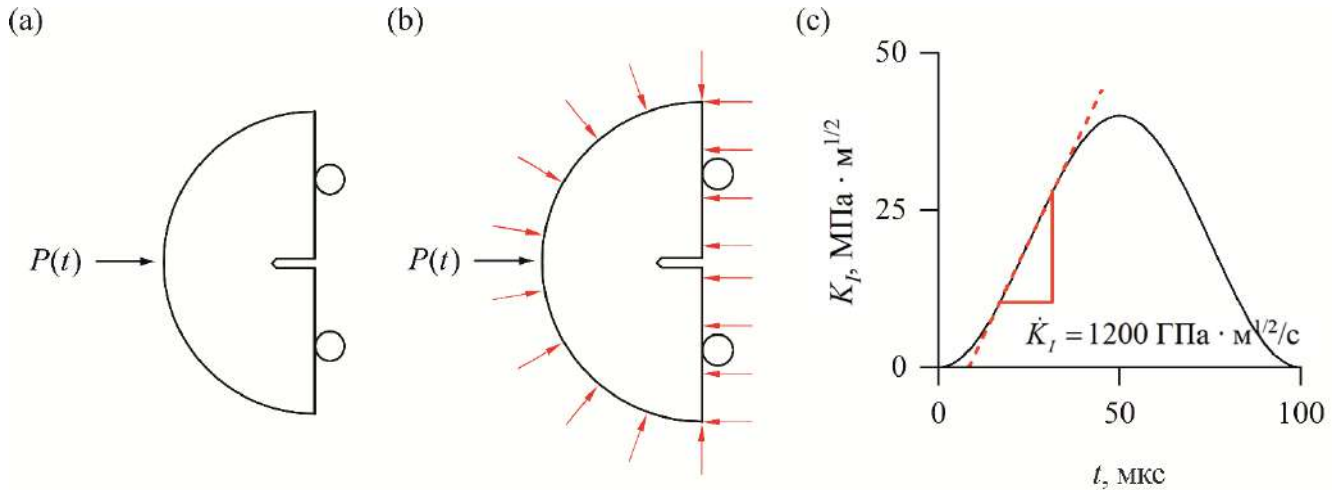 (a)
(b)
(c)
P(t)
P(t)
50
25
0
K_I, МПа · м^{1/2}
K̇_I = 1200 ГПа · м^{1/2}/с
0
50
100
t, мкс